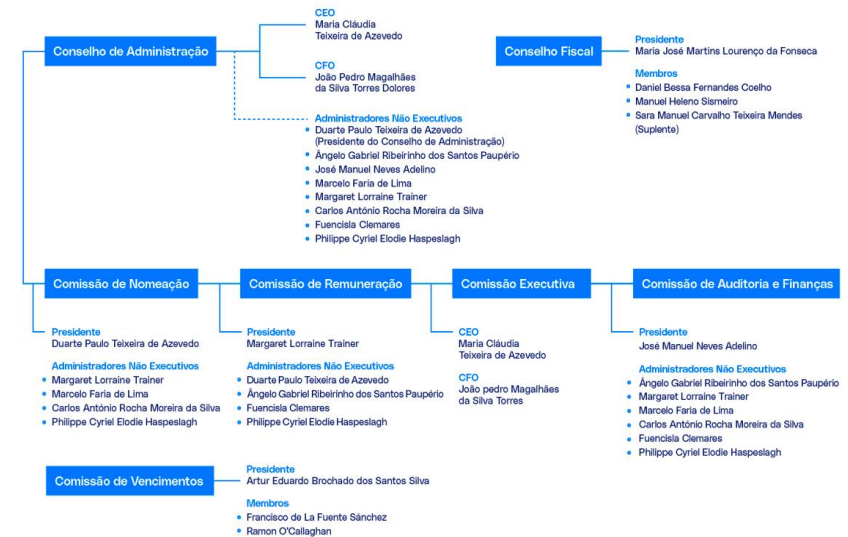 Conselho de Administração
CEO
Maria Cláudia
Teixeira de Azevedo
CFO
João Pedro Magalhães
da Silva Torres Dolores
Administradores Não Executivos
Duarte Paulo Teixeira de Azevedo
(Presidente do Conselho de Administração)
Ângelo Gabriel Ribeirinho dos Santos Paupério
José Manuel Neves Adelino
Marcelo Faria de Lima
Margaret Lorraine Trainer
Carlos António Rocha Moreira da Silva
Fuencisla Clemares
Philippe Cyriel Elodie Haspeslagh
Conselho Fiscal
Presidente
Maria José Martins Lourenço da Fonseca
Membros
Daniel Bessa Fernandes Coelho
Manuel Heleno Sismeiro
Sara Manuel Carvalho Teixeira Mendes
(Suplente)
Comissão de Nomeação
Presidente
Duarte Paulo Teixeira de Azevedo
Administradores Não Executivos
Margaret Lorraine Trainer
Marcelo Faria de Lima
Carlos António Rocha Moreira da Silva
Philippe Cyriel Elodie Haspeslagh
Comissão de Remuneração
Presidente
Margaret Lorraine Trainer
Administradores Não Executivos
Duarte Paulo Teixeira de Azevedo
Ângelo Gabriel Ribeirinho dos Santos Paupério
Fuencisla Clemares
Philippe Cyriel Elodie Haspeslagh
Comissão Executiva
CEO
Maria Cláudia
Teixeira de Azevedo
CFO
João pedro Magalhães
da Silva Torres
Comissão de Auditoria e Finanças
Presidente
José Manuel Neves Adelino
Administradores Não Executivos
Ângelo Gabriel Ribeirinho dos Santos Paupério
Margaret Lorraine Trainer
Marcelo Faria de Lima
Carlos António Rocha Moreira da Silva
Fuencisla Clemares
Philippe Cyriel Elodie Haspeslagh
Comissão de Vencimentos
Presidente
Artur Eduardo Brochado dos Santos Silva
Membros
Francisco de La Fuente Sánchez
Ramon O'Callaghan